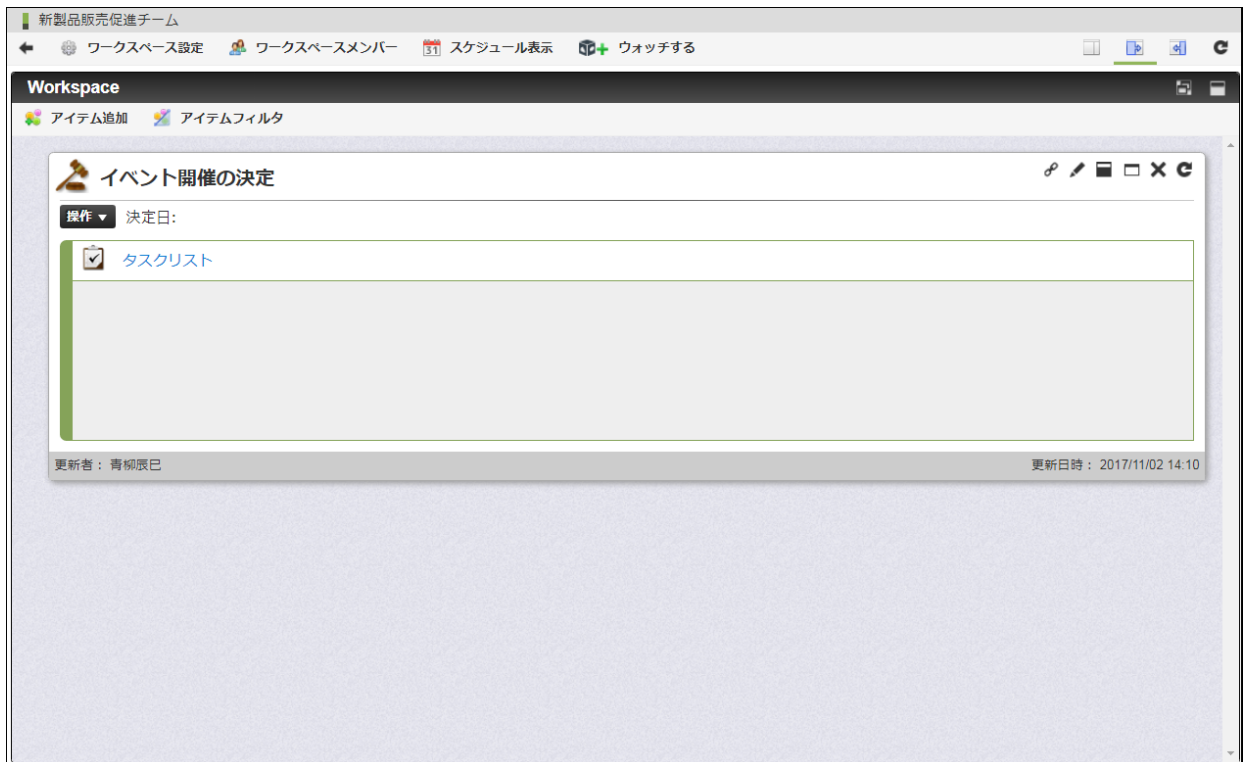 新製品販売促進チーム
ワークスペース設定 ワークスペースメンバー 31 スケジュール表示 ウォッチする
Workspace
アイテム追加 アイテムフィルタ
イベント開催の決定
操作 ▼ 決定日:
タスクリスト
更新者： 青柳辰巳 更新日時： 2017/11/02 14:10